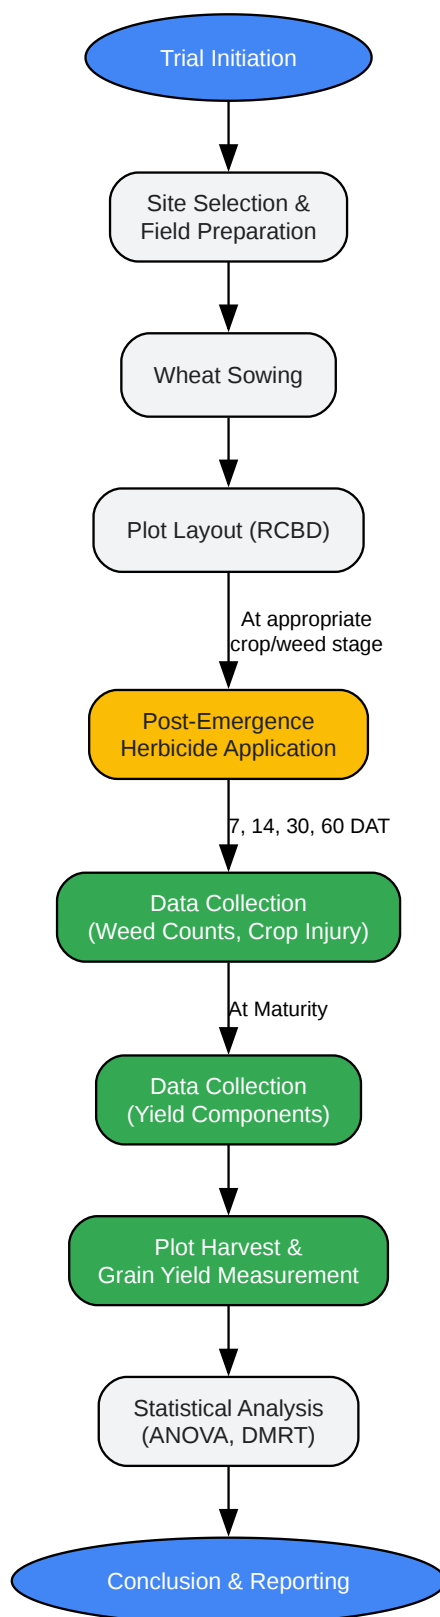 Trial Initiation
Site Selection &
Field Preparation
Wheat Sowing
Plot Layout (RCBD)
At appropriate
crop/weed stage
Post-Emergence
Herbicide Application
7, 14, 30, 60 DAT
Data Collection
(Weed Counts, Crop Injury)
At Maturity
Data Collection
(Yield Components)
Plot Harvest &
Grain Yield Measurement
Statistical Analysis
(ANOVA, DMRT)
Conclusion & Reporting